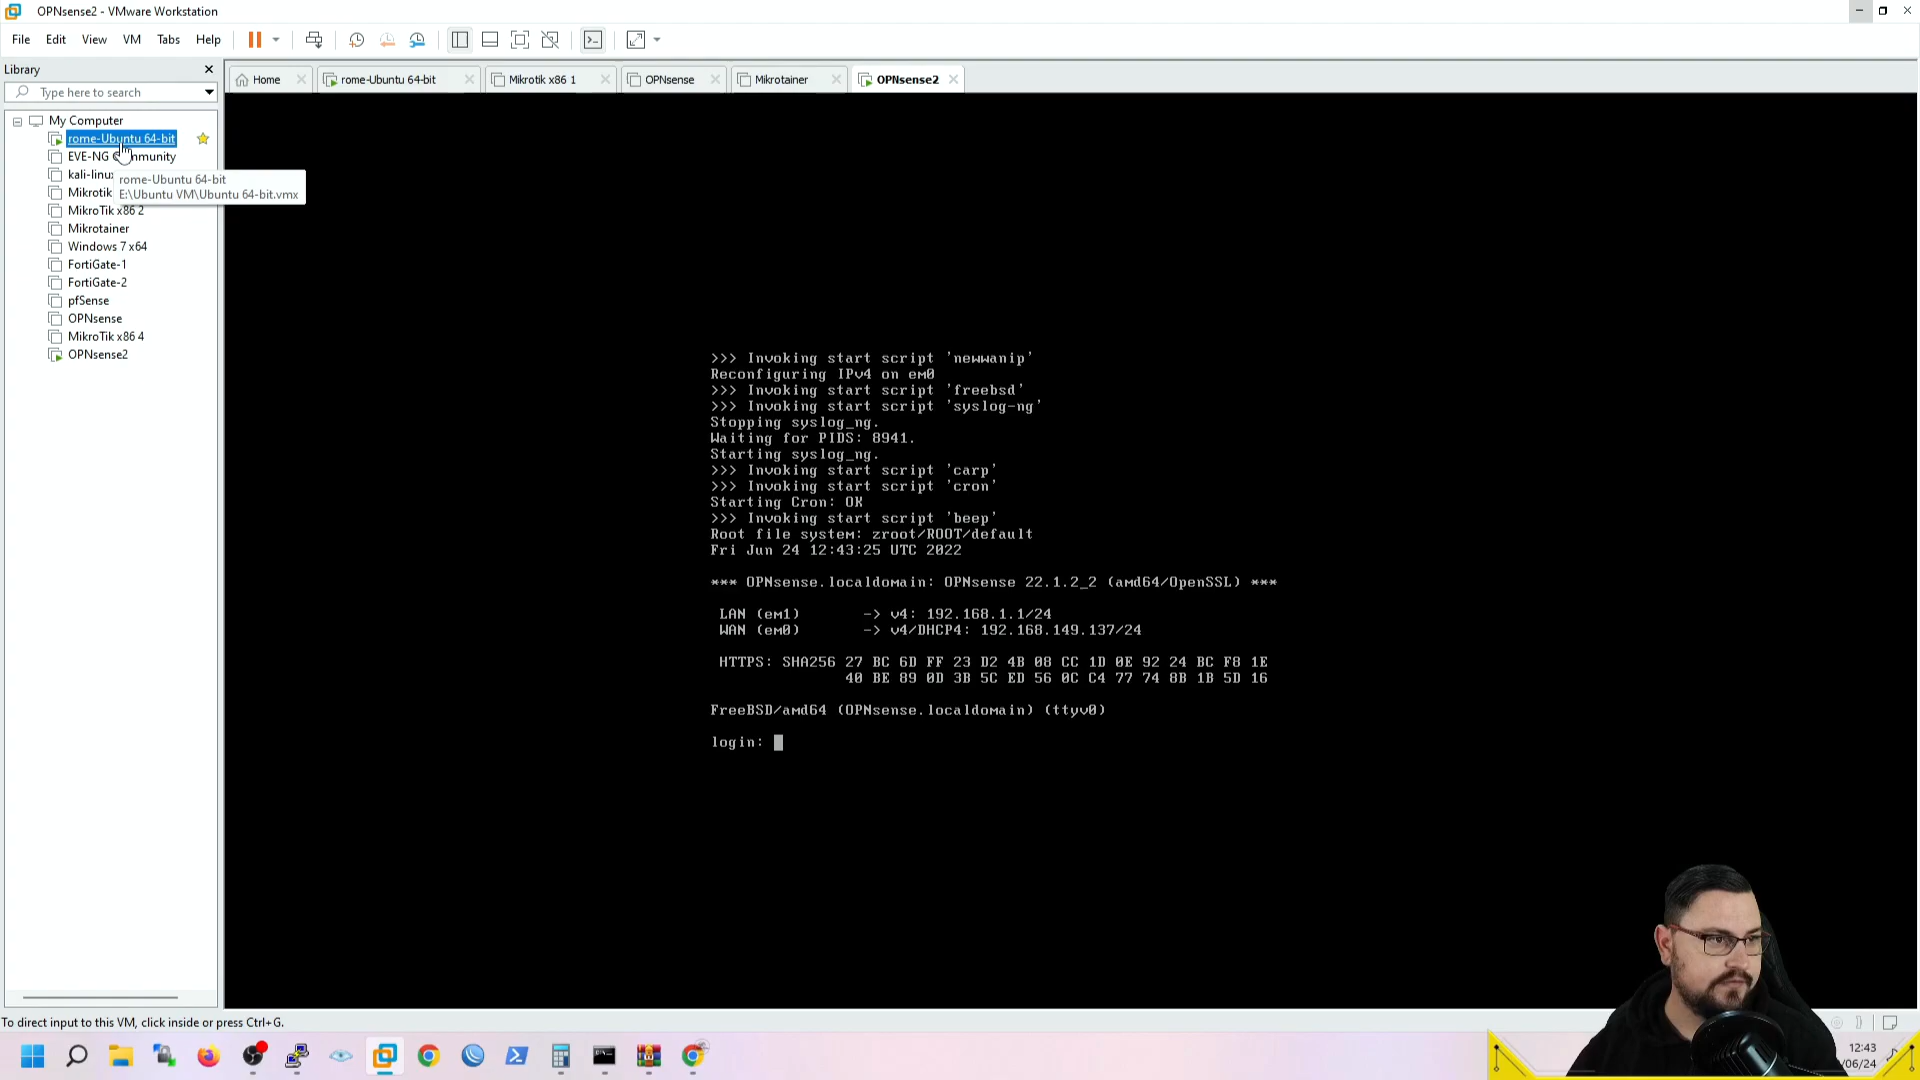 OPNsense2 - VMware Workstation
File Edit View VM Tabs Help
Library
Type here to search
My Computer
rome-Ubuntu 64-bit
EVE-NG
kali-linux
Mikrotik
MikroTik x86 2
Mikrotainer
Windows 7 x64
FortiGate-1
FortiGate-2
pfSense
OPNsense
MikroTik x86 4
OPNsense2
rome-Ubuntu 64-bit
E:\Ubuntu VM\Ubuntu 64-bit.vmx
Home rome-Ubuntu 64-bit Mikrotik x86 1 OPNsense Mikrotainer OPNsense2
>>> Invoking start script 'newwanip'
Reconfiguring IPv4 on em0
>>> Invoking start script 'freebsd'
>>> Invoking start script 'syslog-ng'
Stopping syslog_ng.
Waiting for PIDS: 8941.
Starting syslog_ng.
>>> Invoking start script 'carp'
>>> Invoking start script 'cron'
Starting Cron: OK
>>> Invoking start script 'beep'
Root file system: zroot/ROOT/default
Fri Jun 24 12:43:25 UTC 2022
*** OPNsense.localdomain: OPNsense 22.1.2_2 (amd64/OpenSSL) ***
LAN (em1) -> v4: 192.168.1.1/24
WAN (em0) -> v4/DHCP4: 192.168.149.137/24
HTTPS: SHA256 27 BC 6D FF 23 D2 4B 08 CC 1D 0E 92 24 BC F8 1E
40 BE 89 0D 3B 5C ED 56 0C C4 77 74 8B 1B 5D 16
FreeBSD/amd64 (OPNsense.localdomain) (ttyv0)
login:
To direct input to this VM, click inside or press Ctrl+G.
12:43
/06/24